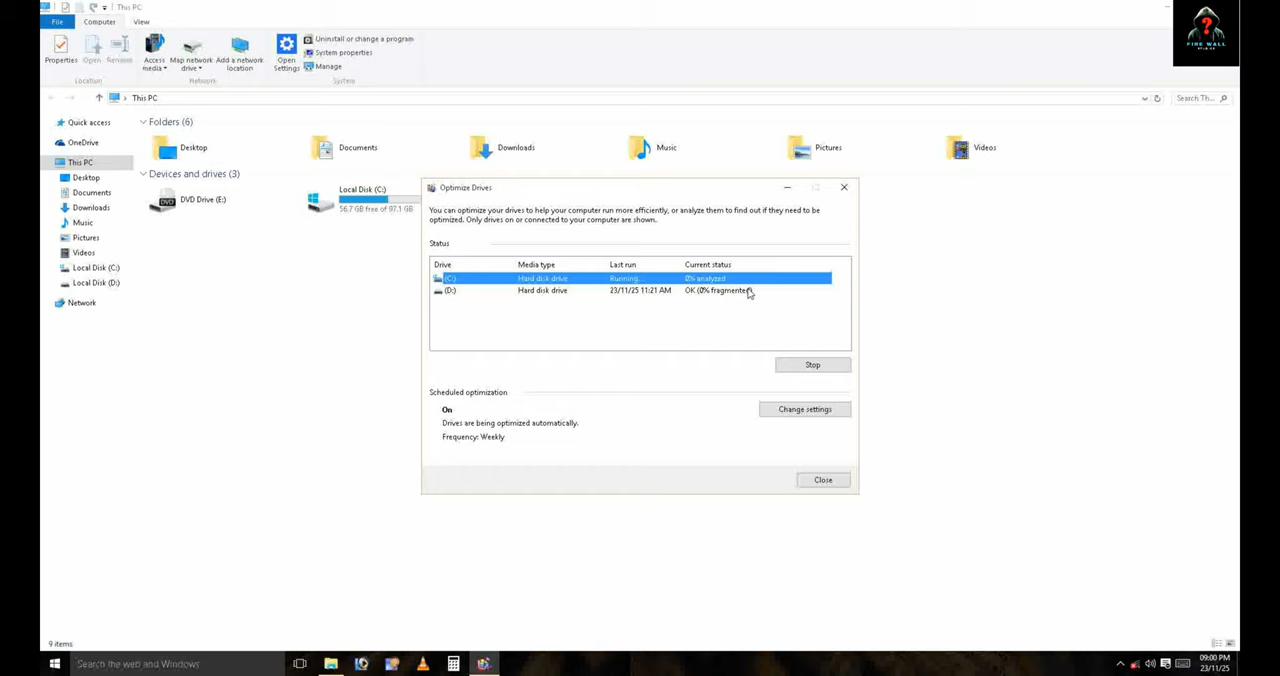 This PC
File
Computer
View
Properties
Open
Rename
Access media
Map network drive
Add a network location
Open Settings
Uninstall or change a program
System properties
Manage
Location
Network
System
FIRE WALL
This PC
Search Th...
Quick access
OneDrive
This PC
Desktop
Documents
Downloads
Music
Pictures
Videos
Local Disk (C:)
Local Disk (D:)
Network
Folders (6)
Desktop
Documents
Downloads
Music
Pictures
Videos
Devices and drives (3)
DVD Drive (E:)
Local Disk (C:)
56.7 GB free of 97.1 GB
Optimize Drives
You can optimize your drives to help your computer run more efficiently, or analyze them to find out if they need to be
optimized. Only drives on or connected to your computer are shown.
Status
Drive Media type Last run Current status
(C:) Hard disk drive Running... 0% analyzed
(D:) Hard disk drive 23/11/25 11:21 AM OK (0% fragmented)
Stop
Scheduled optimization
On
Change settings
Drives are being optimized automatically.
Frequency: Weekly
Close
9 items
Search the web and Windows
09:00 PM
23/11/25